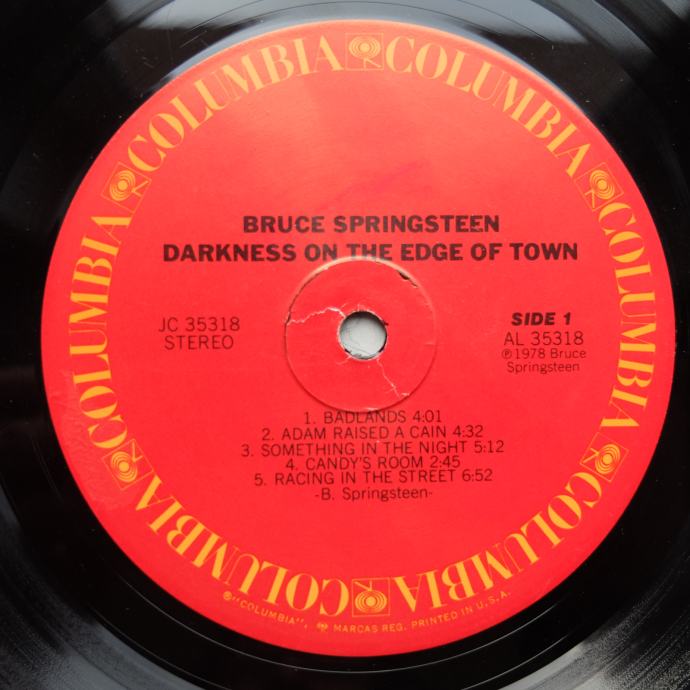 COLUMBIA COLUMBIA COLUMBIA COLUMBIA COLUMBIA COLUMBIA COLUMBIA COLUMBIA
BRUCE SPRINGSTEEN
DARKNESS ON THE EDGE OF TOWN
JC 35318
STEREO
SIDE 1
AL 35318
Ⓟ1978 Bruce
Springsteen
1. BADLANDS 4:01
2. ADAM RAISED A CAIN 4:32
3. SOMETHING IN THE NIGHT 5:12
4. CANDY'S ROOM 2:45
5. RACING IN THE STREET 6:52
-B. Springsteen-
®"COLUMBIA", MARCAS REG. PRINTED IN U.S.A.